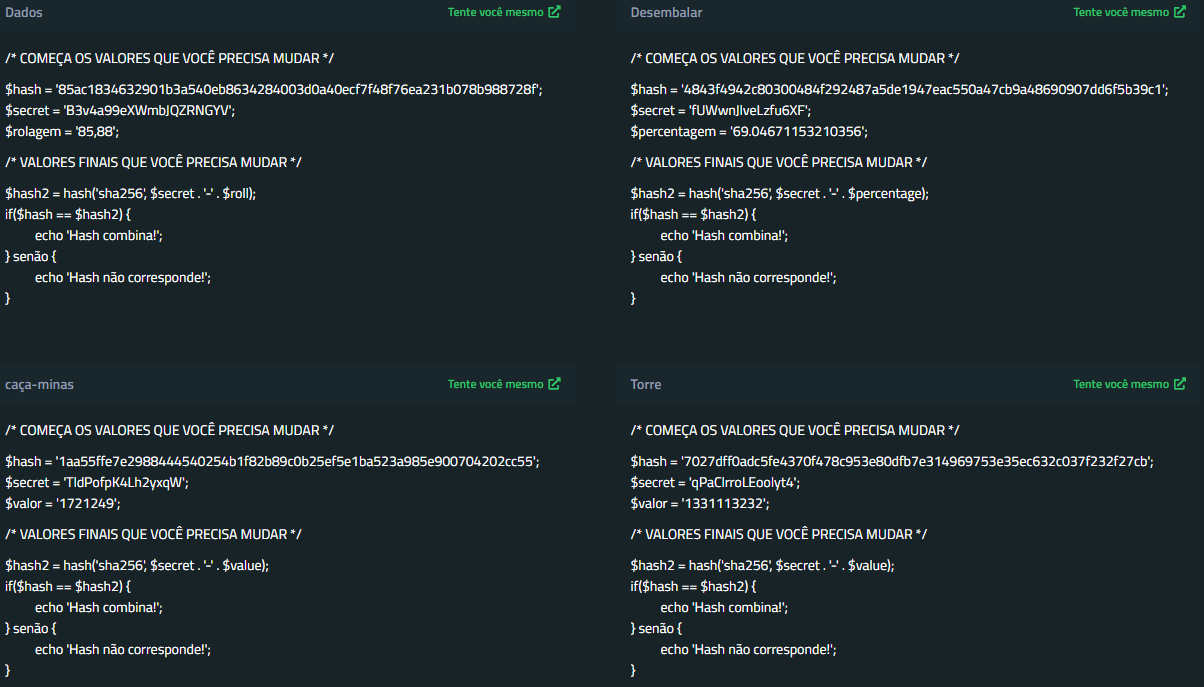 Dados
Tente você mesmo
/* COMEÇA OS VALORES QUE VOCÊ PRECISA MUDAR */
$hash = '85ac1834632901b3a540eb8634284003d0a40ecf7f48f76ea231b078b988728f';
$secret = 'B3v4a99eXWmbJQZRNGYV';
$rolagem = '85,88';
/* VALORES FINAIS QUE VOCÊ PRECISA MUDAR */
$hash2 = hash('sha256', $secret . '-' . $roll);
if($hash == $hash2) {
echo 'Hash combina!';
} senão {
echo 'Hash não corresponde!';
}
Desembalar
Tente você mesmo
/* COMEÇA OS VALORES QUE VOCÊ PRECISA MUDAR */
$hash = '4843f4942c80300484f292487a5de1947eac550a47cb9a48690907dd6f5b39c1';
$secret = 'fUWwnJlveLzfu6XF';
$percentagem = '69.04671153210356';
/* VALORES FINAIS QUE VOCÊ PRECISA MUDAR */
$hash2 = hash('sha256', $secret . '-' . $percentage);
if($hash == $hash2) {
echo 'Hash combina!';
} senão {
echo 'Hash não corresponde!';
}
caça-minas
Tente você mesmo
/* COMEÇA OS VALORES QUE VOCÊ PRECISA MUDAR */
$hash = '1aa55ffe7e2988444540254b1f82b89c0b25ef5e1ba523a985e900704202cc55';
$secret = 'TldPofpK4Lh2yxqW';
$valor = '1721249';
/* VALORES FINAIS QUE VOCÊ PRECISA MUDAR */
$hash2 = hash('sha256', $secret . '-' . $value);
if($hash == $hash2) {
echo 'Hash combina!';
} senão {
echo 'Hash não corresponde!';
}
Torre
Tente você mesmo
/* COMEÇA OS VALORES QUE VOCÊ PRECISA MUDAR */
$hash = '7027dff0adc5fe4370f478c953e80dfb7e314969753e35ec632c037f232f27cb';
$secret = 'qPaClrroLEoolyt4';
$valor = '1331113232';
/* VALORES FINAIS QUE VOCÊ PRECISA MUDAR */
$hash2 = hash('sha256', $secret . '-' . $value);
if($hash == $hash2) {
echo 'Hash combina!';
} senão {
echo 'Hash não corresponde!';
}